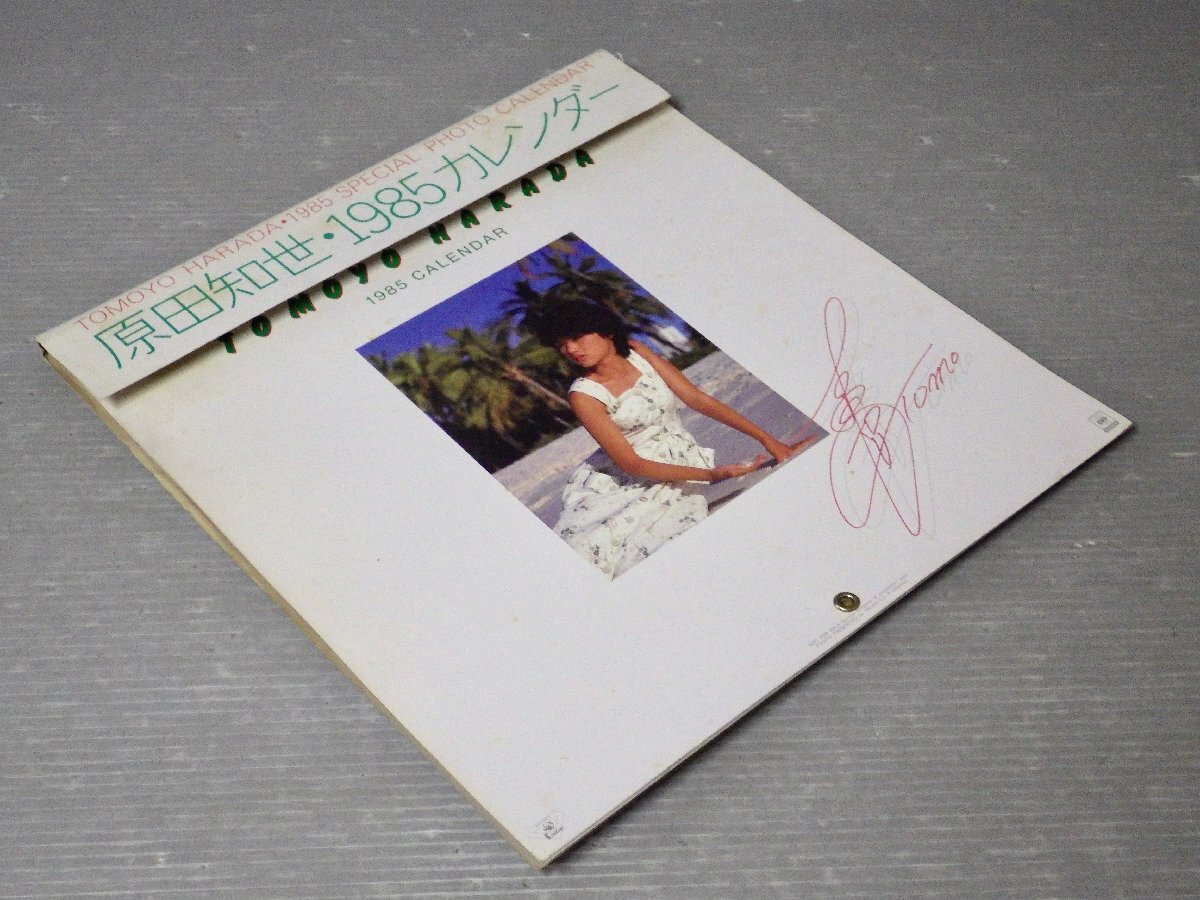 TOMOYO HARADA•1985 SPECIAL PHOTO CALENDAR
原田知世・1985カレンダー
TOMOYO HARADA
1985 CALENDAR
Tomo